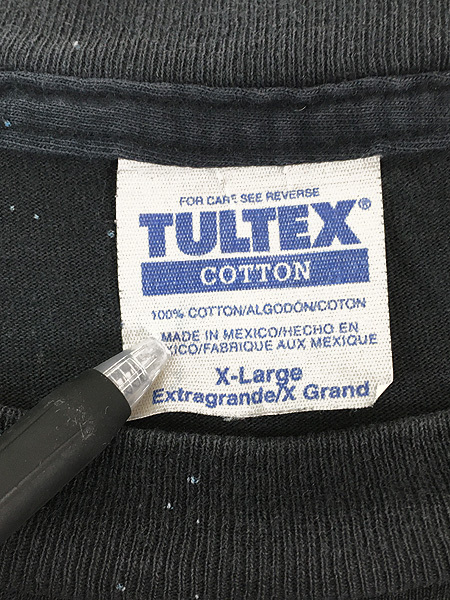 FOR CARE SEE REVERSE
TULTEX®
COTTON
100% COTTON/ALGODÓN/COTON
MADE IN MEXICO/HECHO EN
XICO/FABRIQUE AUX MEXIQUE
X-Large
Extragrande/X Grand